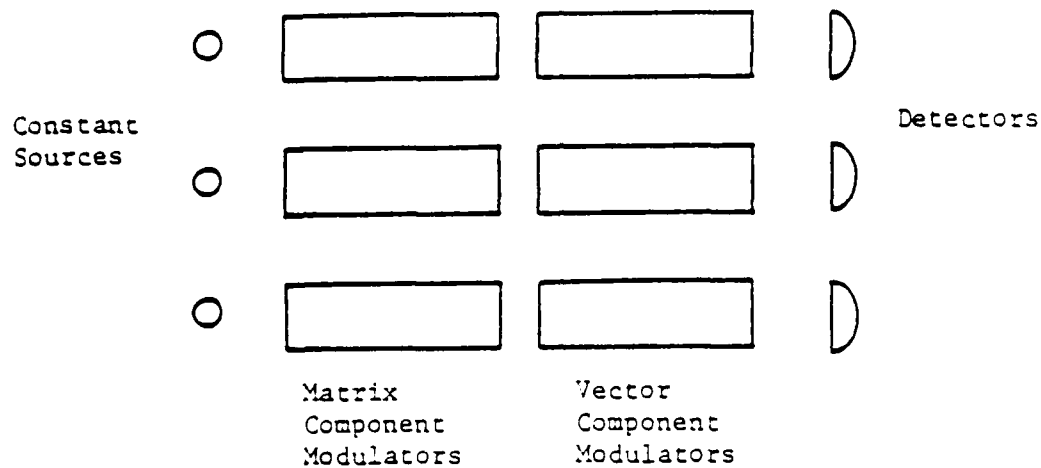 Constant
Sources
Detectors
Matrix
Component
Modulators
Vector
Component
Modulators